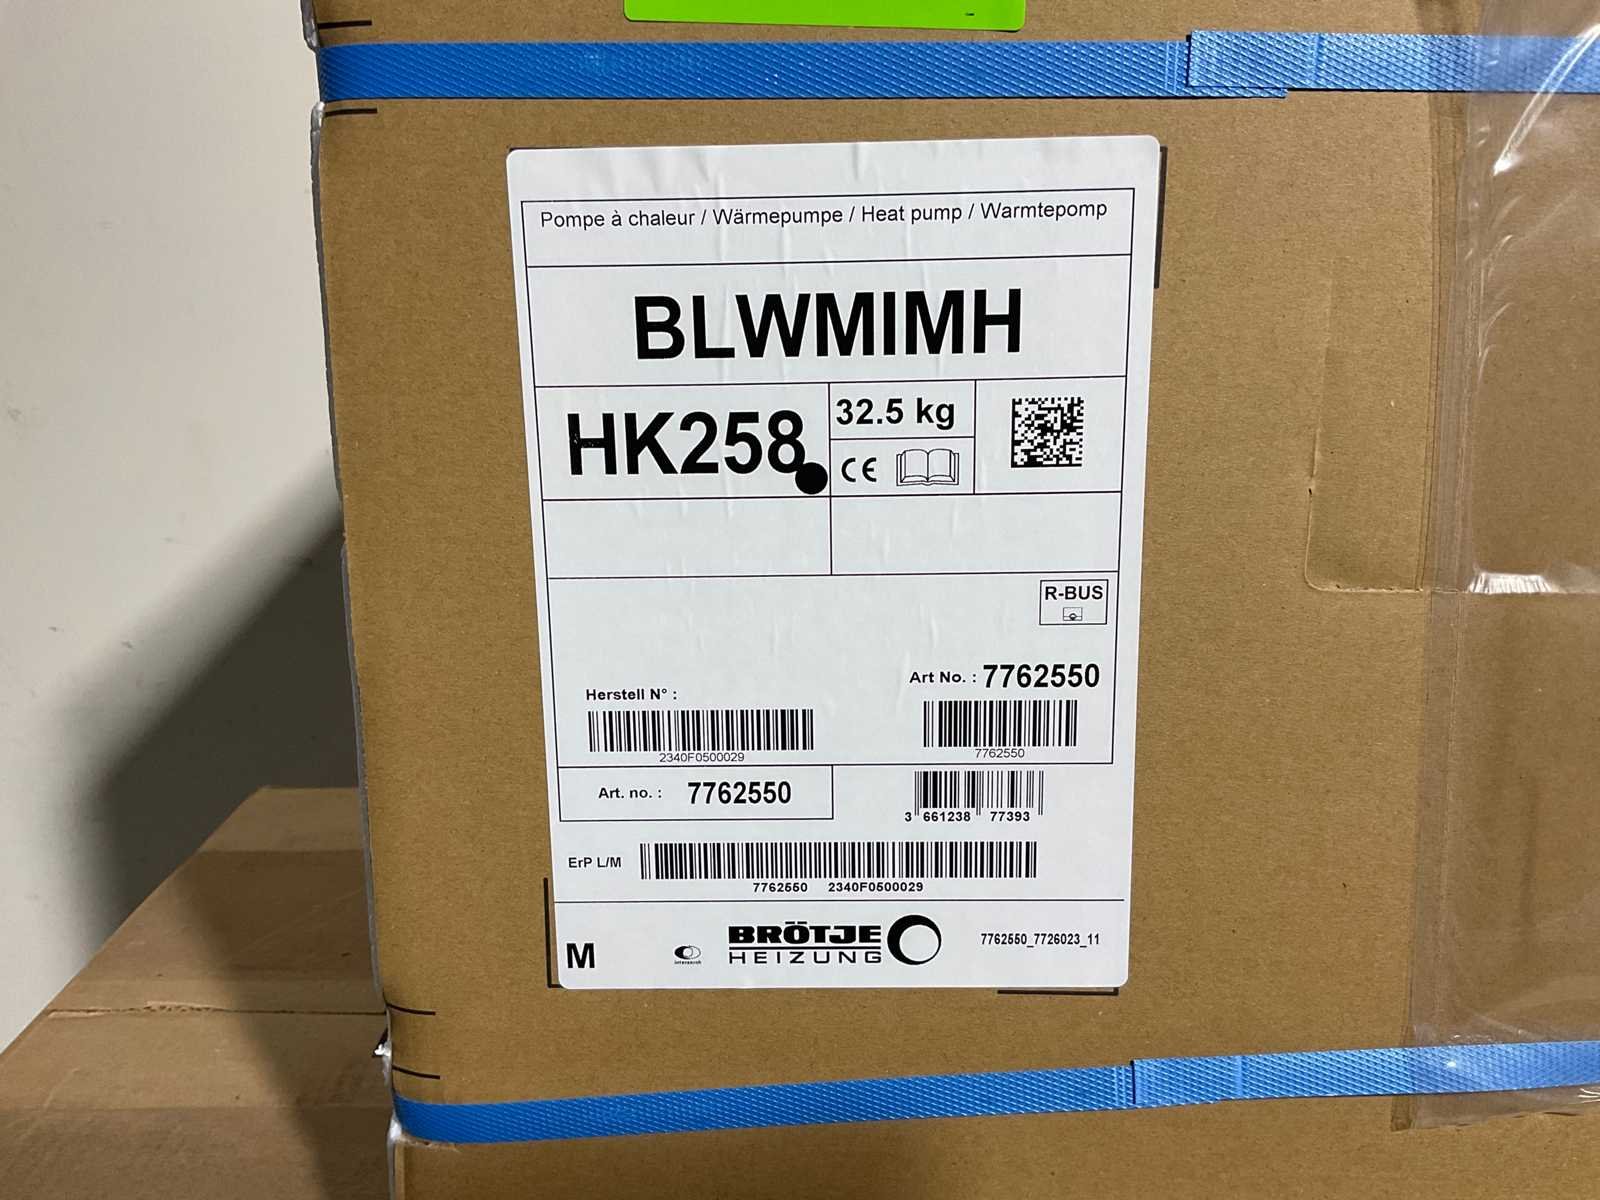 Pompe à chaleur / Wärmepumpe / Heat pump / Warmtepomp
BLWMIMH
HK258
32.5 kg
CE
R-BUS
Art No. : 7762550
Herstell N° :
2340F0500029
7762550
Art. no. : 7762550
3 661238 77393
ErP L/M
7762550 2340F0500029
M
BRÖTJE
HEIZUNG
7762550_7726023_11